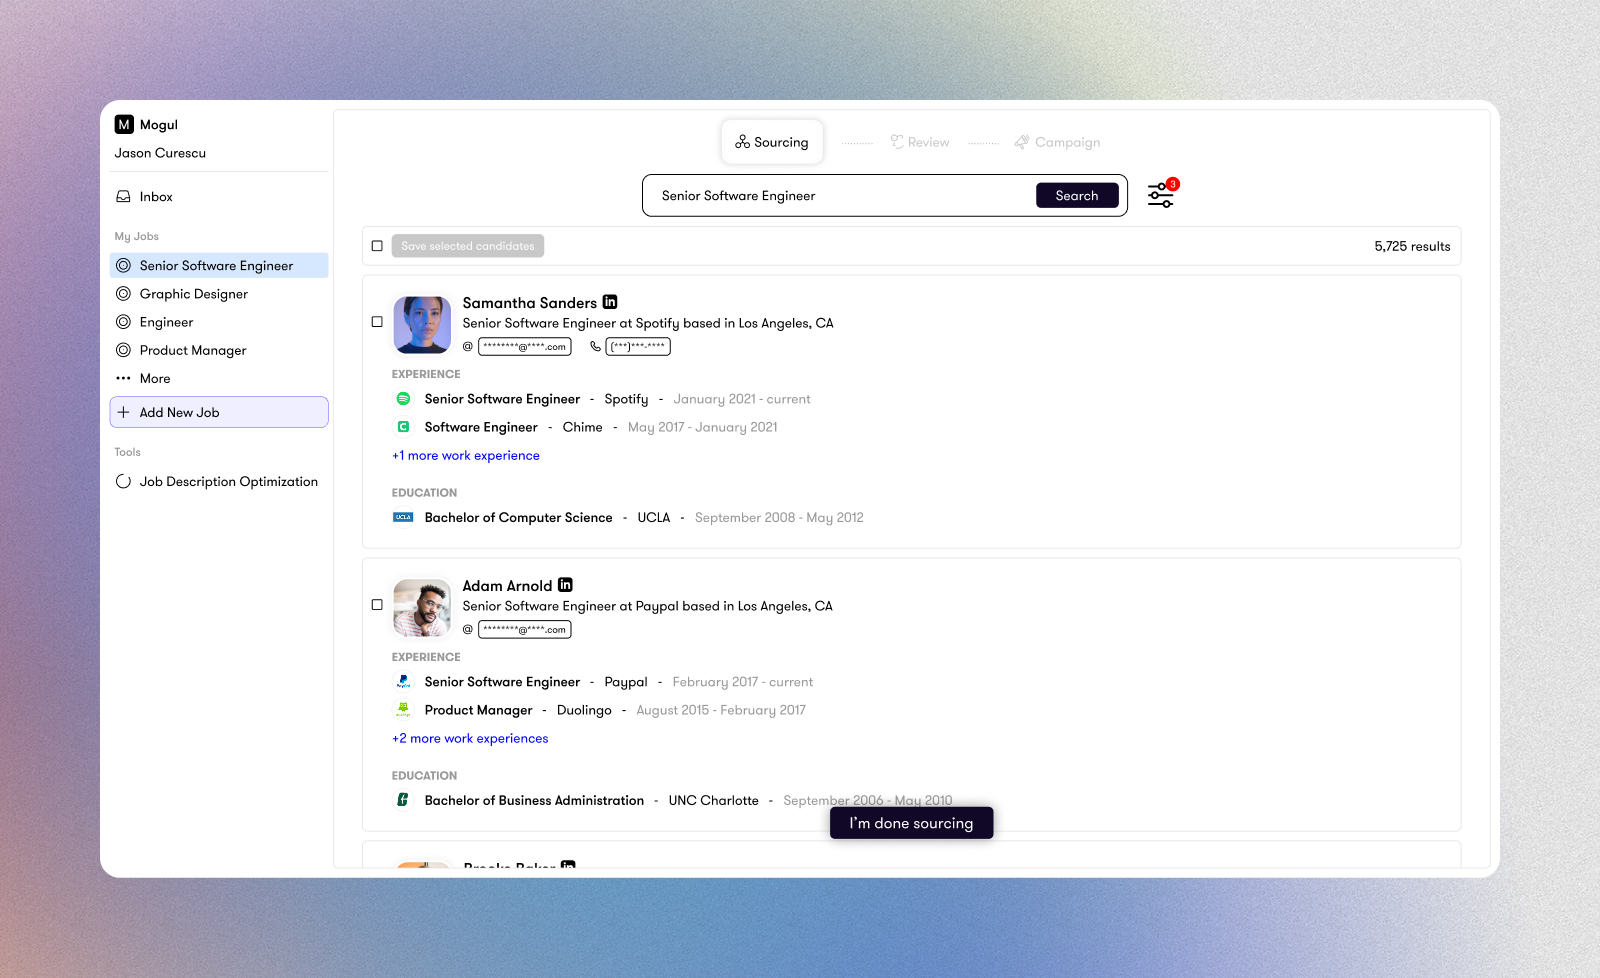 M Mogul
Jason Curescu
Inbox
My Jobs
Senior Software Engineer
Graphic Designer
Engineer
Product Manager
More
Add New Job
Tools
Job Description Optimization
Sourcing
Review
Campaign
Senior Software Engineer
Search
3
Save selected candidates
5,725 results
Samantha Sanders in
Senior Software Engineer at Spotify based in Los Angeles, CA
@ ********@****.com (***)***-****
EXPERIENCE
Senior Software Engineer - Spotify - January 2021 - current
Software Engineer - Chime - May 2017 - January 2021
+1 more work experience
EDUCATION
UCLA Bachelor of Computer Science - UCLA - September 2008 - May 2012
Adam Arnold in
Senior Software Engineer at Paypal based in Los Angeles, CA
@ ********@****.com
EXPERIENCE
Senior Software Engineer - Paypal - February 2017 - current
Product Manager - Duolingo - August 2015 - February 2017
+2 more work experiences
EDUCATION
Bachelor of Business Administration - UNC Charlotte - September 2006 - May 2010
I'm done sourcing
Brooke Baker in